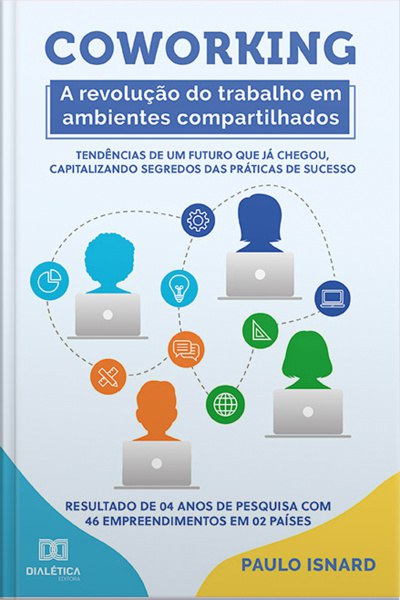 COWORKING
A revolução do trabalho em
ambientes compartilhados
TENDÊNCIAS DE UM FUTURO QUE JÁ CHEGOU,
CAPITALIZANDO SEGREDOS DAS PRÁTICAS DE SUCESSO
RESULTADO DE 04 ANOS DE PESQUISA COM
46 EMPREENDIMENTOS EM 02 PAÍSES
DIALÉTICA
EDITORA
PAULO ISNARD